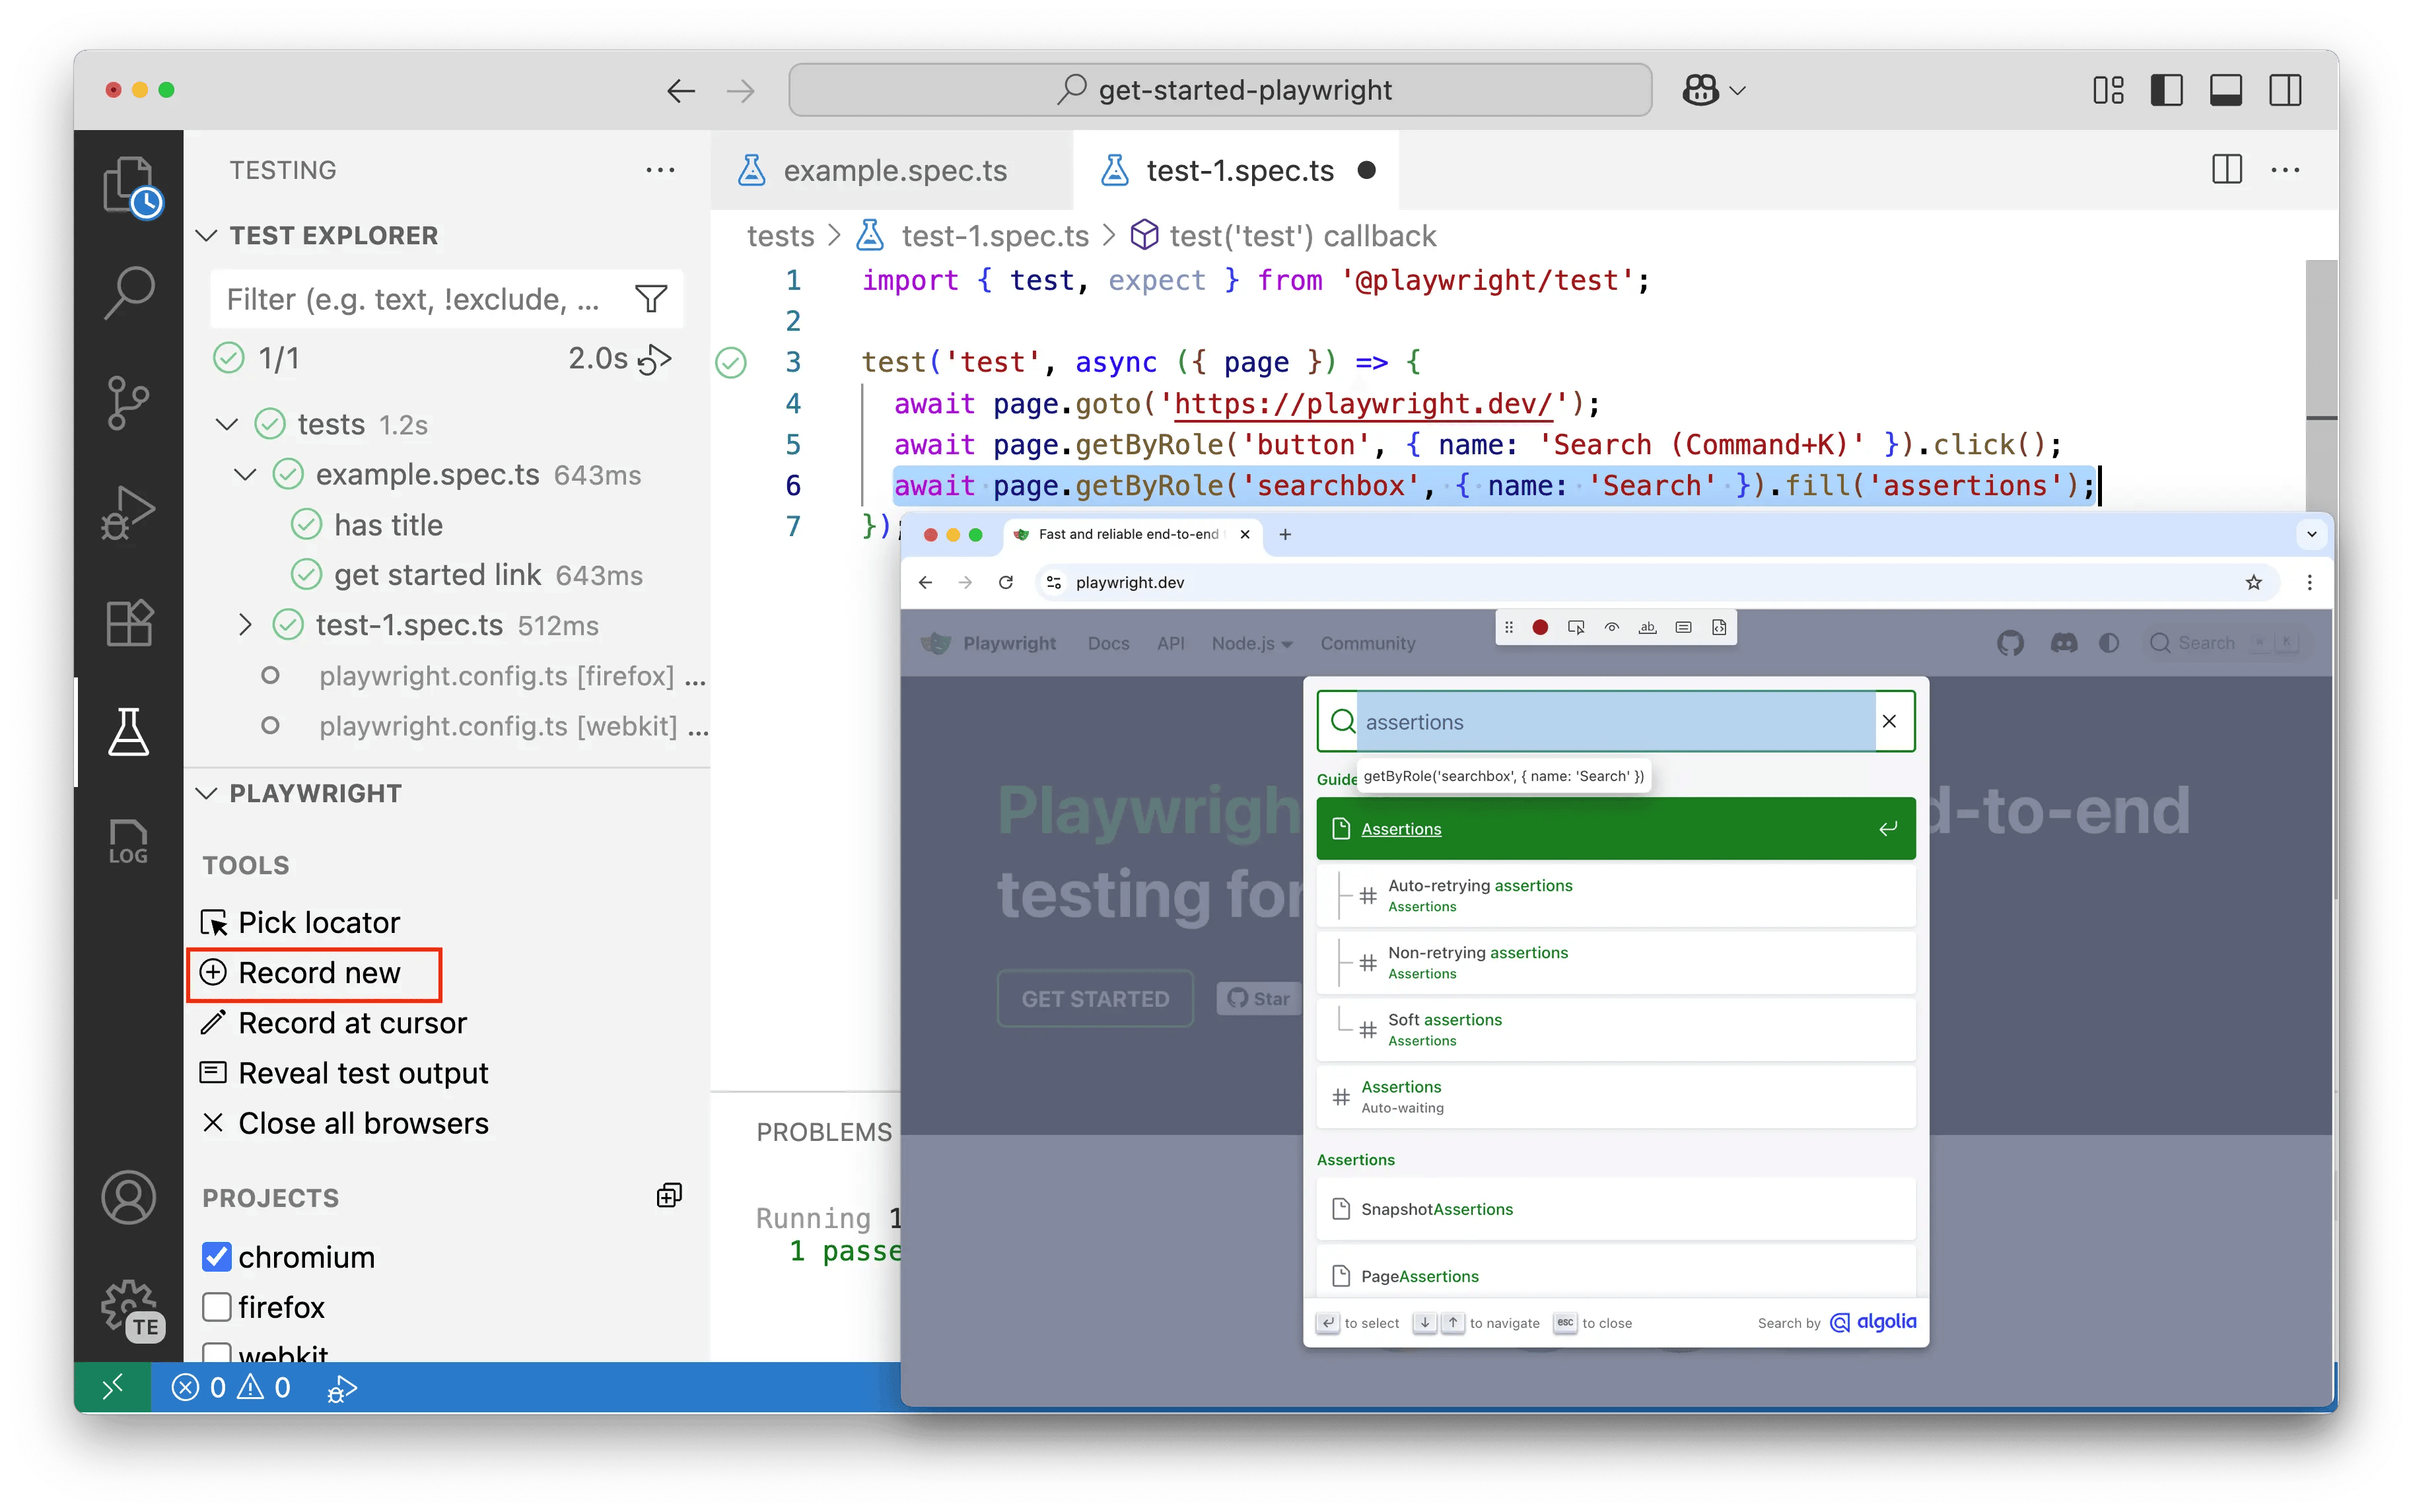 get-started-playwright
TESTING
TEST EXPLORER
Filter (e.g. text, !exclude, ...
1/1
2.0s
tests 1.2s
example.spec.ts 643ms
has title
get started link 643ms
test-1.spec.ts 512ms
playwright.config.ts [firefox] ...
playwright.config.ts [webkit] ...
PLAYWRIGHT
TOOLS
Pick locator
Record new
Record at cursor
Reveal test output
Close all browsers
PROJECTS
chromium
firefox
webkit
LOG
TE
0 0
example.spec.ts
test-1.spec.ts
tests > test-1.spec.ts > test('test') callback
1 import { test, expect } from '@playwright/test';
2
3 test('test', async ({ page }) => {
4 await page.goto('https://playwright.dev/');
5 await page.getByRole('button', { name: 'Search (Command+K)' }).click();
6 await page.getByRole('searchbox', { name: 'Search' }).fill('assertions');
7 });
PROBLEMS
Running 1
1 passe
Fast and reliable end-to-end
playwright.dev
Playwright Docs API Node.js Community
ab
Search K
Playwrigh
d-to-end
testing for
GET STARTED
Star
assertions
getByRole('searchbox', { name: 'Search' })
Guide
Assertions
Auto-retrying assertions
Assertions
Non-retrying assertions
Assertions
Soft assertions
Assertions
Assertions
Auto-waiting
Assertions
SnapshotAssertions
PageAssertions
to select to navigate esc to close
Search by algolia